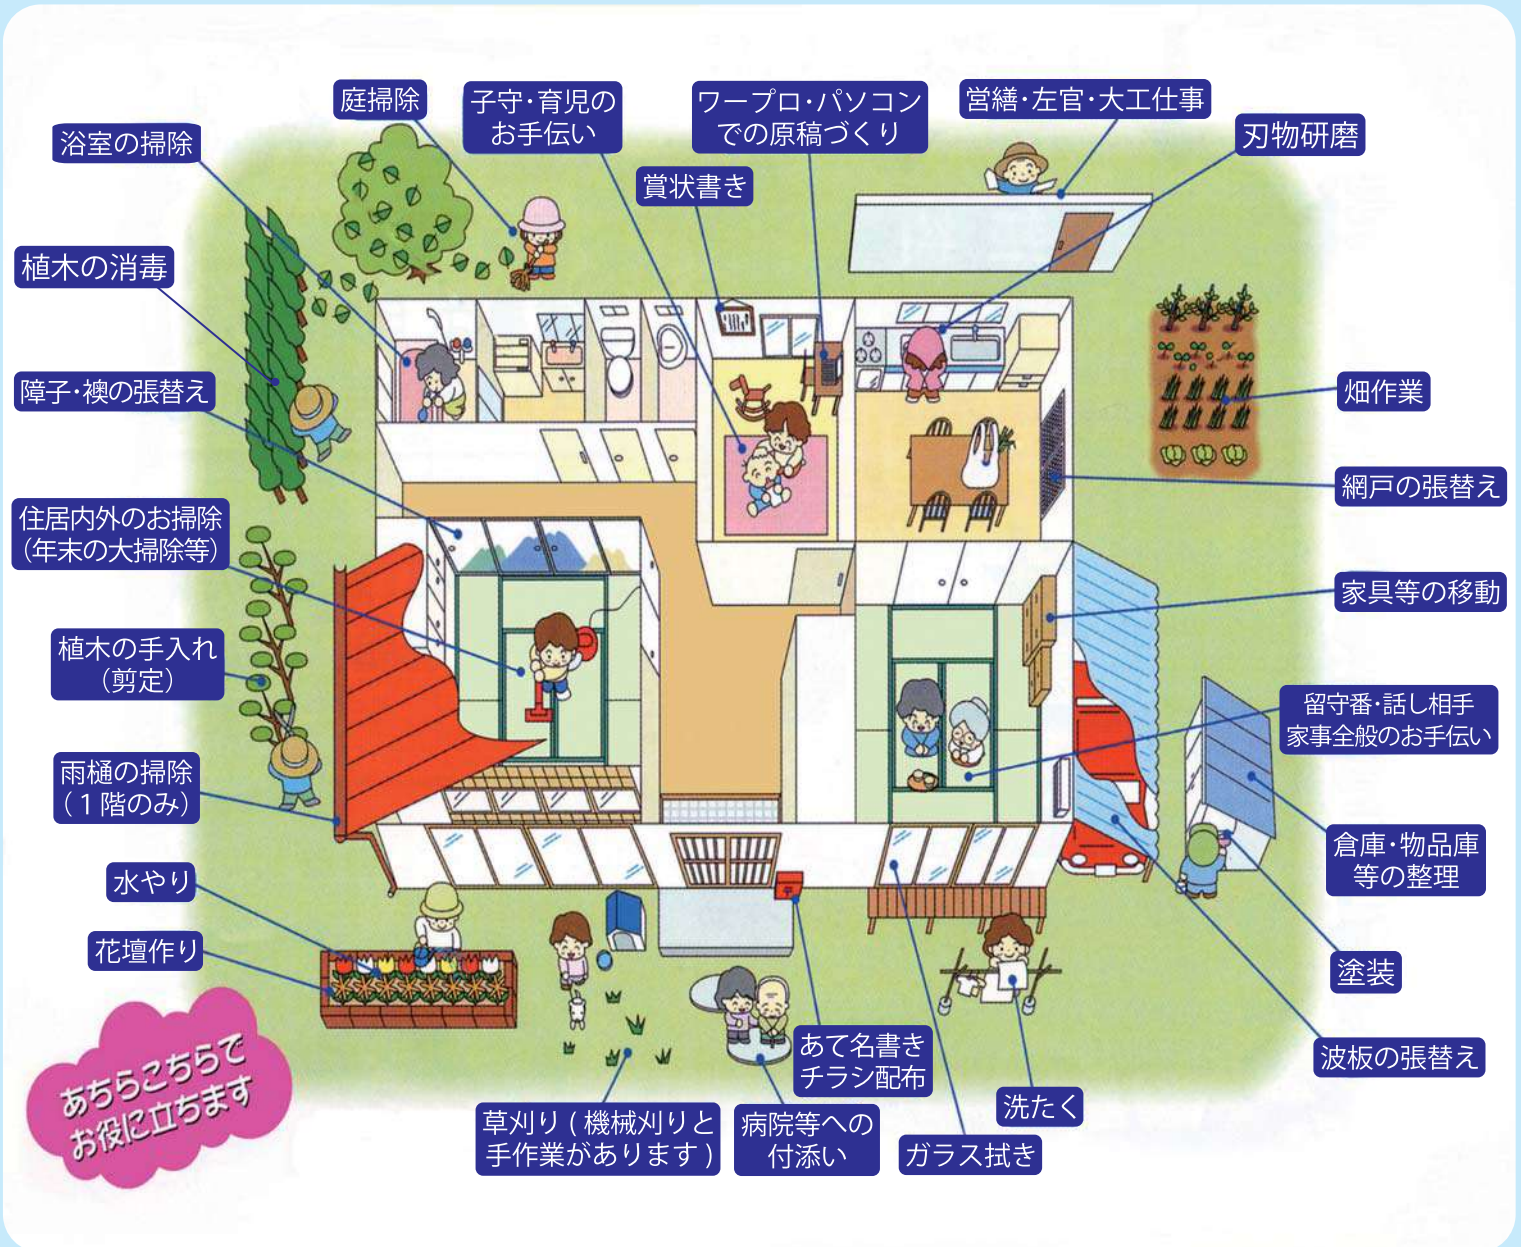 庭掃除
子守･育児の
お手伝い
ワープロ･パソコン
での原稿づくり
営繕･左官･大工仕事
刃物研磨
浴室の掃除
賞状書き
植木の消毒
障子･襖の張替え
畑作業
網戸の張替え
住居内外のお掃除
（年末の大掃除等）
家具等の移動
植木の手入れ
（剪定）
留守番･話し相手
家事全般のお手伝い
雨樋の掃除
（１階のみ）
倉庫･物品庫
等の整理
水やり
花壇作り
塗装
波板の張替え
あて名書き
チラシ配布
洗たく
草刈り ( 機械刈りと
手作業があります )
病院等への
付添い
ガラス拭き
あちらこちらで
お役に立ちます
〒